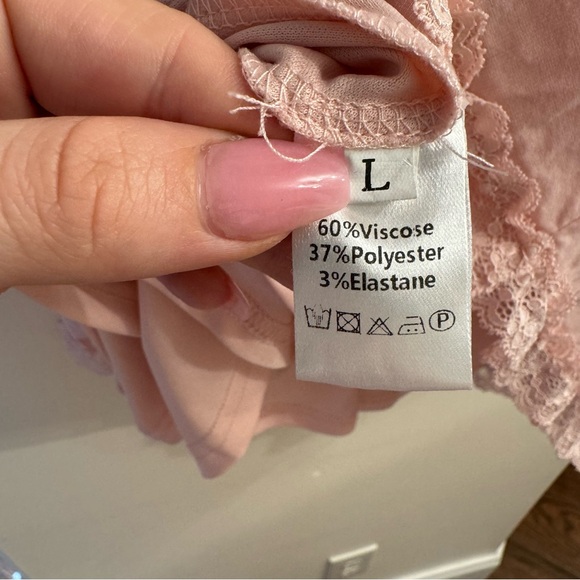 L
60%Viscose
37%Polyester
3%Elastane
P